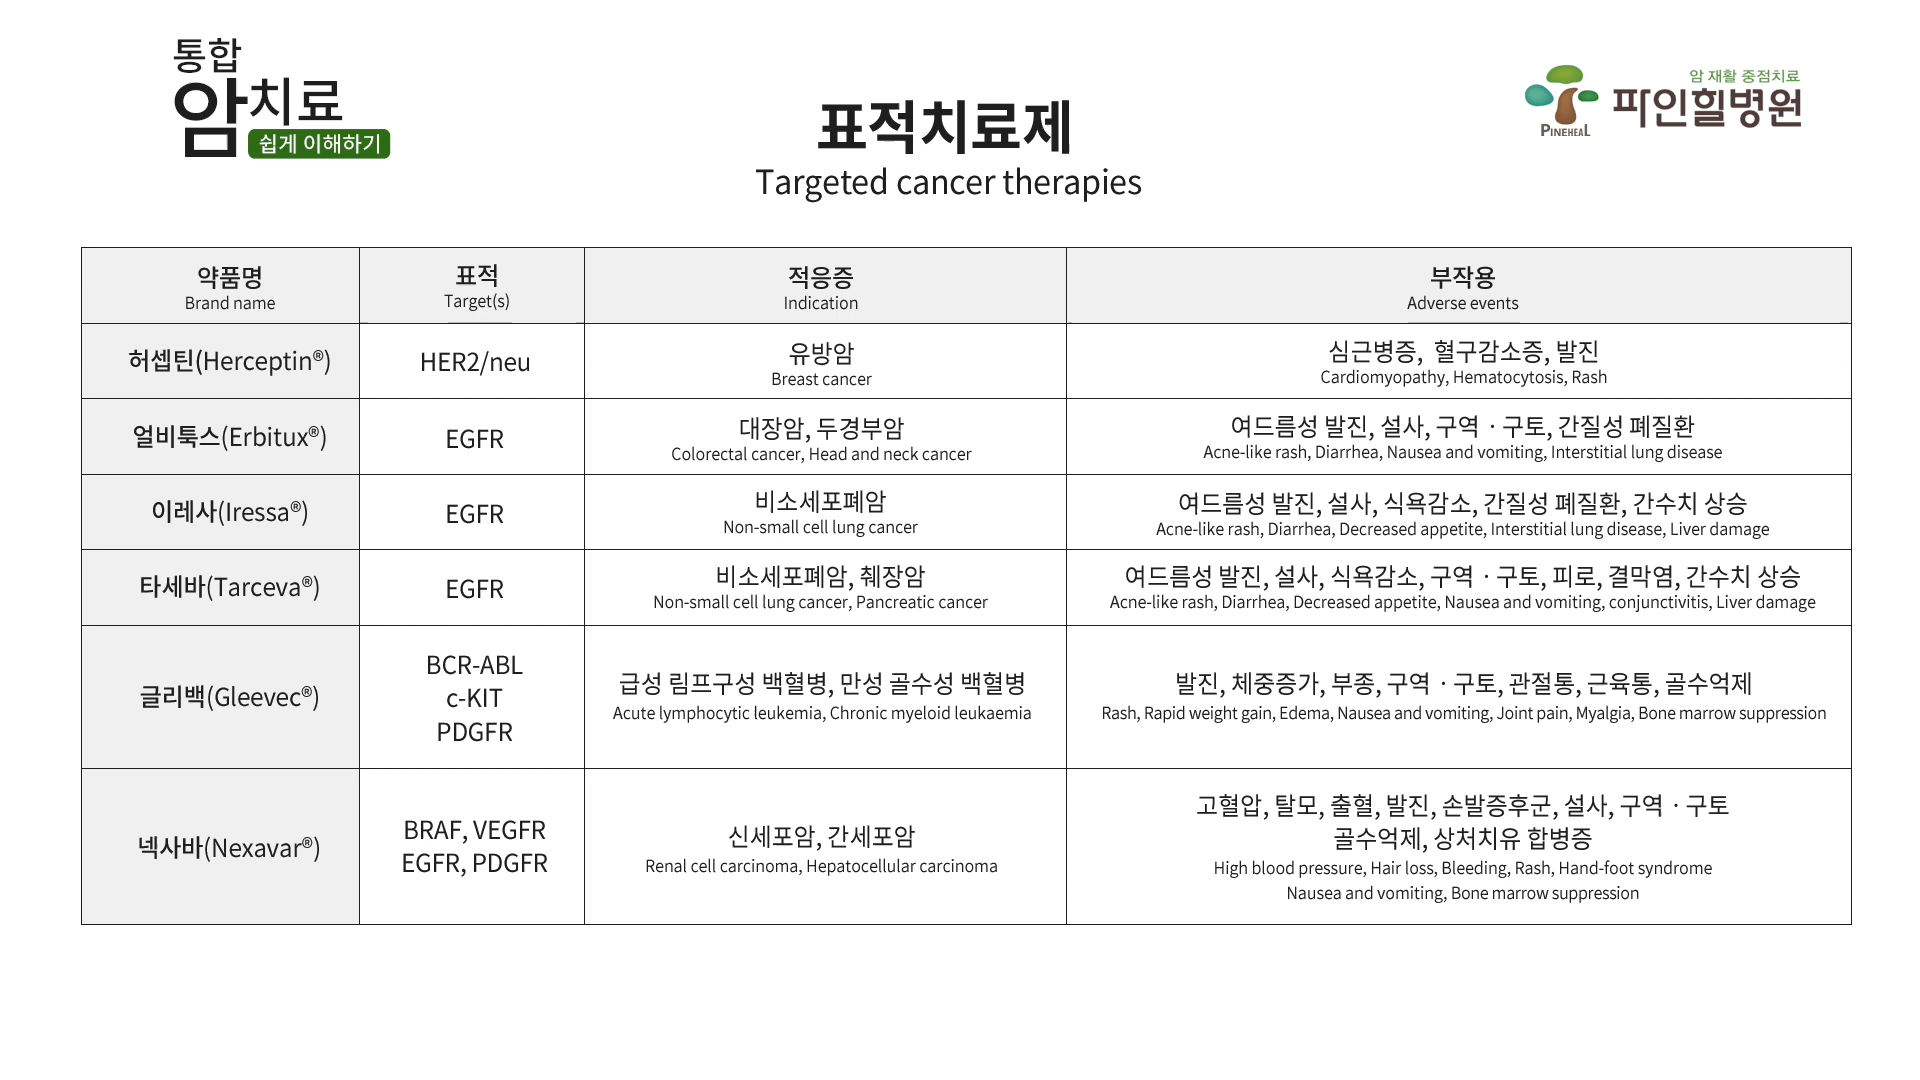 통합
암치료
쉽게 이해하기
표적치료제
Targeted cancer therapies
암 재활 중점치료
파인힐병원
PINEHEAL
약품명
Brand name
표적
Target(s)
적응증
Indication
부작용
Adverse events
허셉틴(Herceptin®)
HER2/neu
유방암
Breast cancer
심근병증, 혈구감소증, 발진
Cardiomyopathy, Hematocytosis, Rash
얼비툭스(Erbitux®)
EGFR
대장암, 두경부암
Colorectal cancer, Head and neck cancer
여드름성 발진, 설사, 구역 · 구토, 간질성 폐질환
Acne-like rash, Diarrhea, Nausea and vomiting, Interstitial lung disease
이레사(Iressa®)
EGFR
비소세포폐암
Non-small cell lung cancer
여드름성 발진, 설사, 식욕감소, 간질성 폐질환, 간수치 상승
Acne-like rash, Diarrhea, Decreased appetite, Interstitial lung disease, Liver damage
타세바(Tarceva®)
EGFR
비소세포폐암, 췌장암
Non-small cell lung cancer, Pancreatic cancer
여드름성 발진, 설사, 식욕감소, 구역 · 구토, 피로, 결막염, 간수치 상승
Acne-like rash, Diarrhea, Decreased appetite, Nausea and vomiting, conjunctivitis, Liver damage
글리백(Gleevec®)
BCR-ABL
c-KIT
PDGFR
급성 림프구성 백혈병, 만성 골수성 백혈병
Acute lymphocytic leukemia, Chronic myeloid leukaemia
발진, 체중증가, 부종, 구역 · 구토, 관절통, 근육통, 골수억제
Rash, Rapid weight gain, Edema, Nausea and vomiting, Joint pain, Myalgia, Bone marrow suppression
넥사바(Nexavar®)
BRAF, VEGFR
EGFR, PDGFR
신세포암, 간세포암
Renal cell carcinoma, Hepatocellular carcinoma
고혈압, 탈모, 출혈, 발진, 손발증후군, 설사, 구역 · 구토
골수억제, 상처치유 합병증
High blood pressure, Hair loss, Bleeding, Rash, Hand-foot syndrome
Nausea and vomiting, Bone marrow suppression